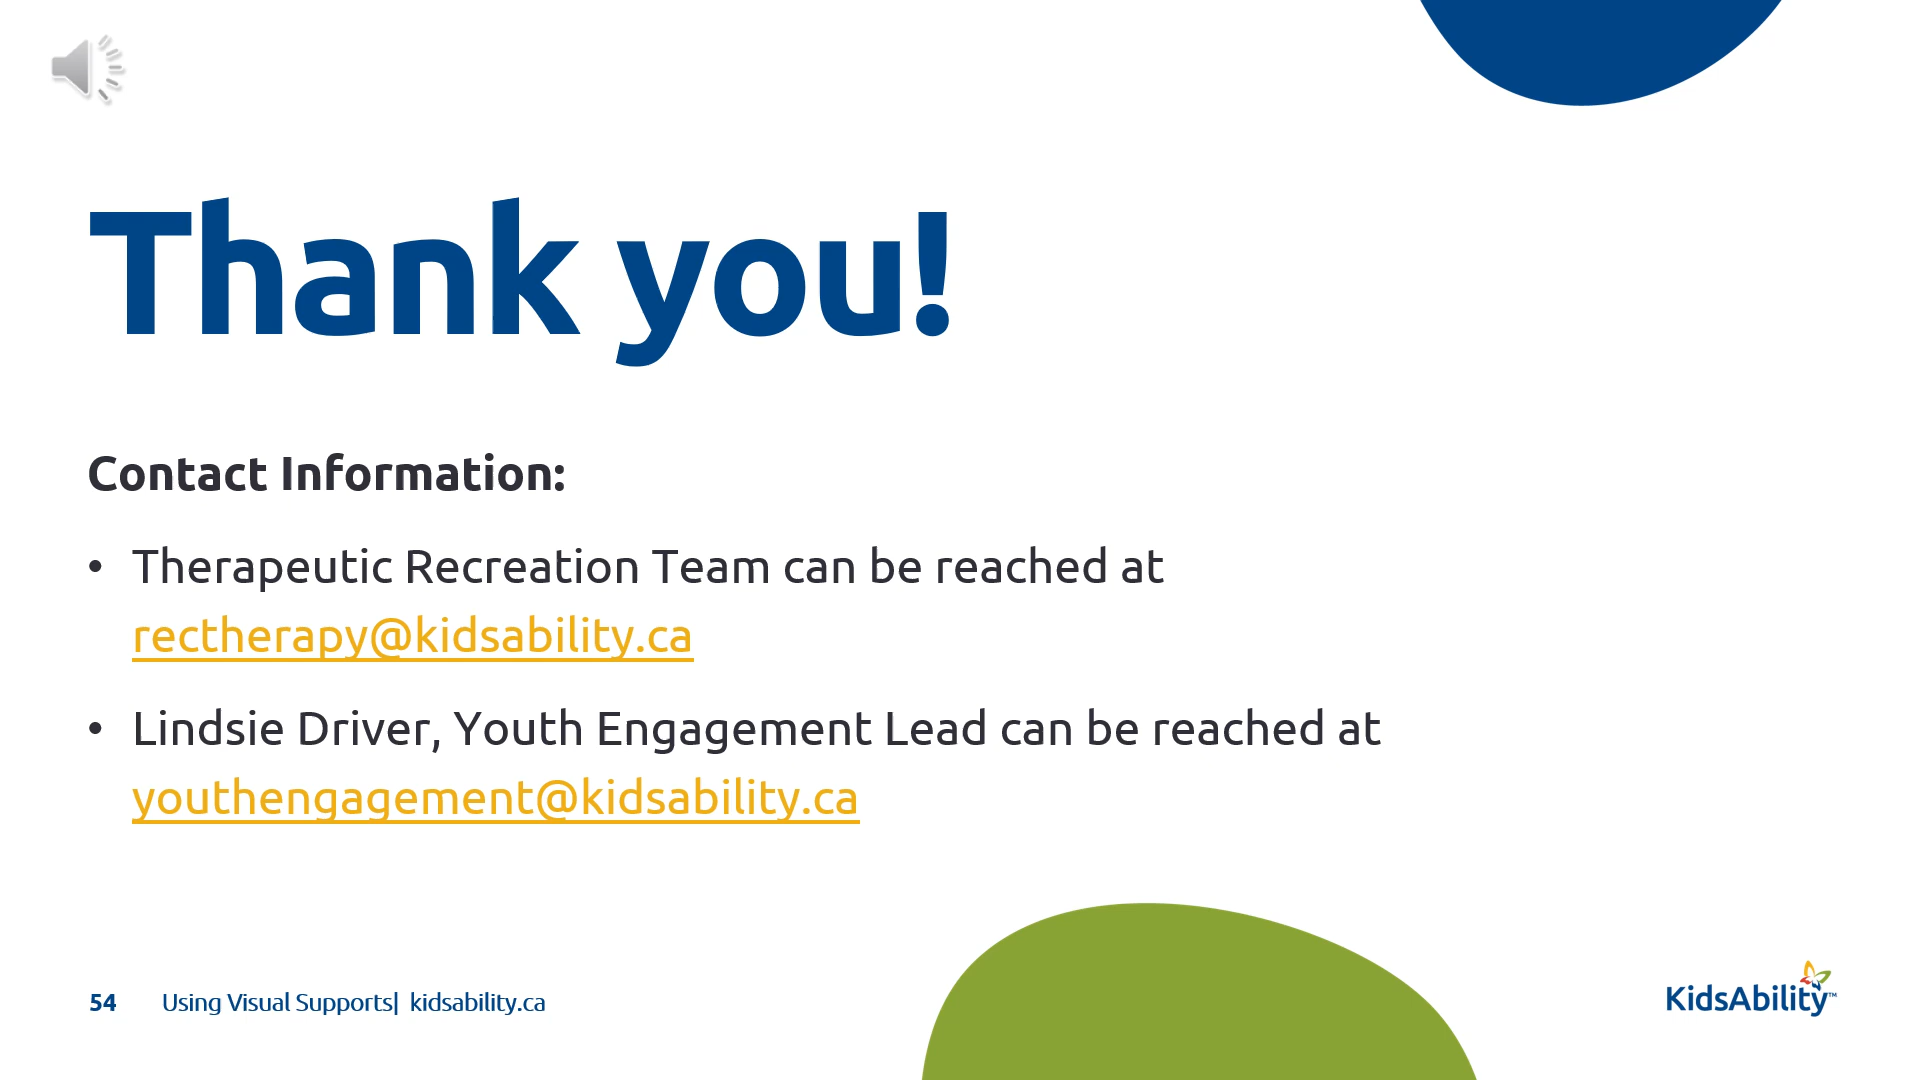 Thank you!
Contact Information:
• Therapeutic Recreation Team can be reached at
rectherapy@kidsability.ca
• Lindsie Driver, Youth Engagement Lead can be reached at
youthengagement@kidsability.ca
54 Using Visual Supports| kidsability.ca
KidsAbility™